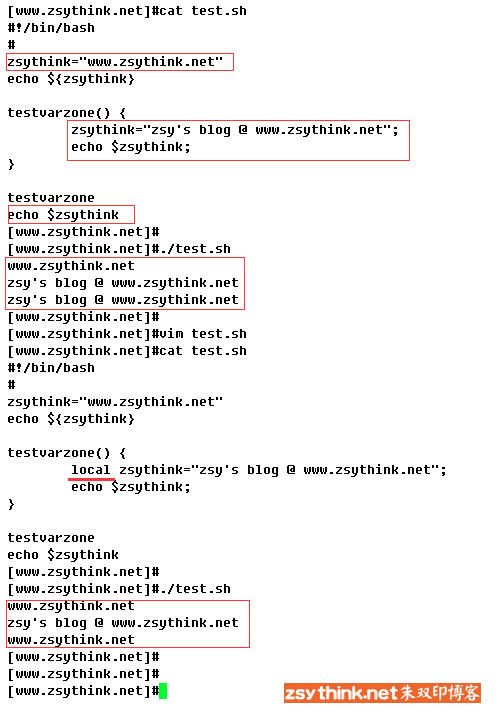 [www.zsythink.net]#cat test.sh
#!/bin/bash
#
zsythink="www.zsythink.net"
echo ${zsythink}
testvarzone() {
zsythink="zsy's blog @ www.zsythink.net";
echo $zsythink;
}
testvarzone
echo $zsythink
[www.zsythink.net]#
[www.zsythink.net]#./test.sh
www.zsythink.net
zsy's blog @ www.zsythink.net
zsy's blog @ www.zsythink.net
[www.zsythink.net]#
[www.zsythink.net]#vim test.sh
[www.zsythink.net]#cat test.sh
#!/bin/bash
#
zsythink="www.zsythink.net"
echo ${zsythink}
testvarzone() {
local zsythink="zsy's blog @ www.zsythink.net";
echo $zsythink;
}
testvarzone
echo $zsythink
[www.zsythink.net]#
[www.zsythink.net]#./test.sh
www.zsythink.net
zsy's blog @ www.zsythink.net
www.zsythink.net
[www.zsythink.net]#
[www.zsythink.net]#
[www.zsythink.net]#
zsythink.net朱双印博客